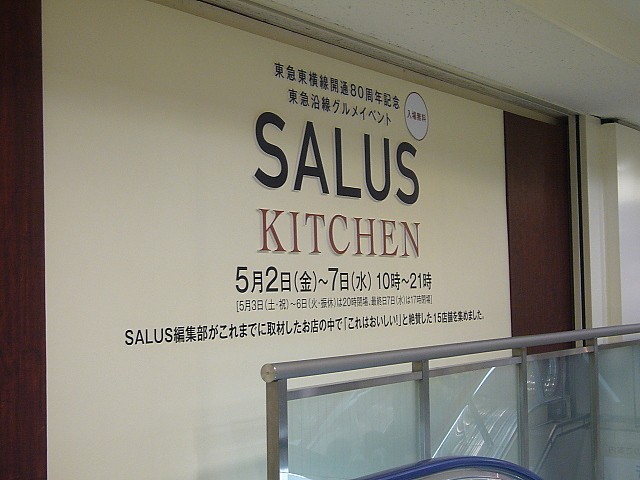 東急東横線開通80周年記念
東急沿線グルメイベント
入場無料
SALUS
KITCHEN
5月2日(金)～7日(水) 10時～21時
[5月3日(土・祝)～6日(火・振休)は20時閉場、最終日7日(水)は17時閉場]
SALUS編集部がこれまでに取材したお店の中で「これはおいしい!」と絶賛した15店舗を集めました。